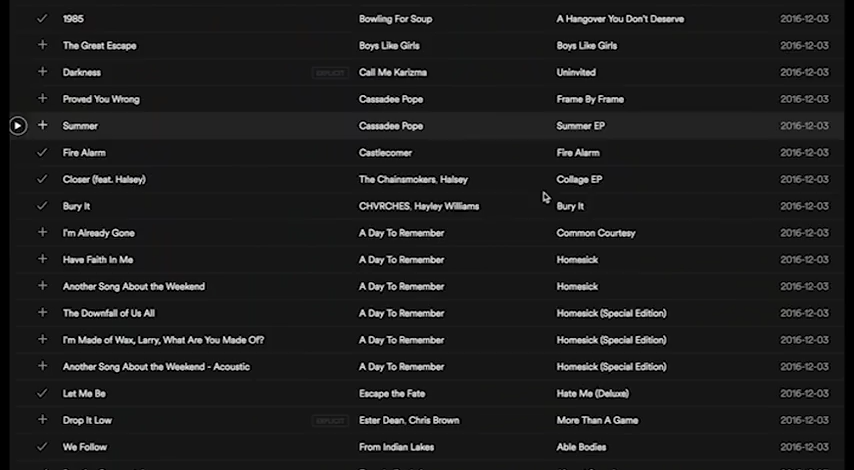 1985 Bowling For Soup A Hangover You Don't Deserve 2016-12-03
The Great Escape Boys Like Girls Boys Like Girls 2016-12-03
Darkness EXPLICIT Call Me Karizma Uninvited 2016-12-03
Proved You Wrong Cassadee Pope Frame By Frame 2016-12-03
Summer Cassadee Pope Summer EP 2016-12-03
Fire Alarm Castlecomer Fire Alarm 2016-12-03
Closer (feat. Halsey) The Chainsmokers, Halsey Collage EP 2016-12-03
Bury It CHVRCHES, Hayley Williams Bury It 2016-12-03
I'm Already Gone A Day To Remember Common Courtesy 2016-12-03
Have Faith In Me A Day To Remember Homesick 2016-12-03
Another Song About the Weekend A Day To Remember Homesick 2016-12-03
The Downfall of Us All A Day To Remember Homesick (Special Edition) 2016-12-03
I'm Made of Wax, Larry, What Are You Made Of? A Day To Remember Homesick (Special Edition) 2016-12-03
Another Song About the Weekend - Acoustic A Day To Remember Homesick (Special Edition) 2016-12-03
Let Me Be Escape the Fate Hate Me (Deluxe) 2016-12-03
Drop It Low EXPLICIT Ester Dean, Chris Brown More Than A Game 2016-12-03
We Follow From Indian Lakes Able Bodies 2016-12-03